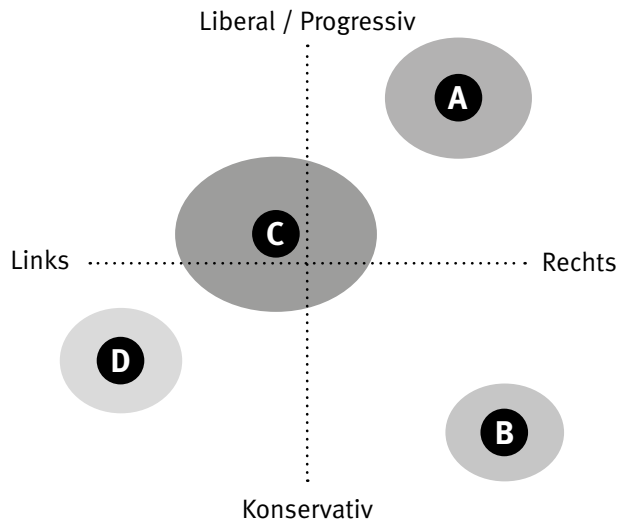 Liberal / Progressiv
A
C
Links
Rechts
D
B
Konservativ